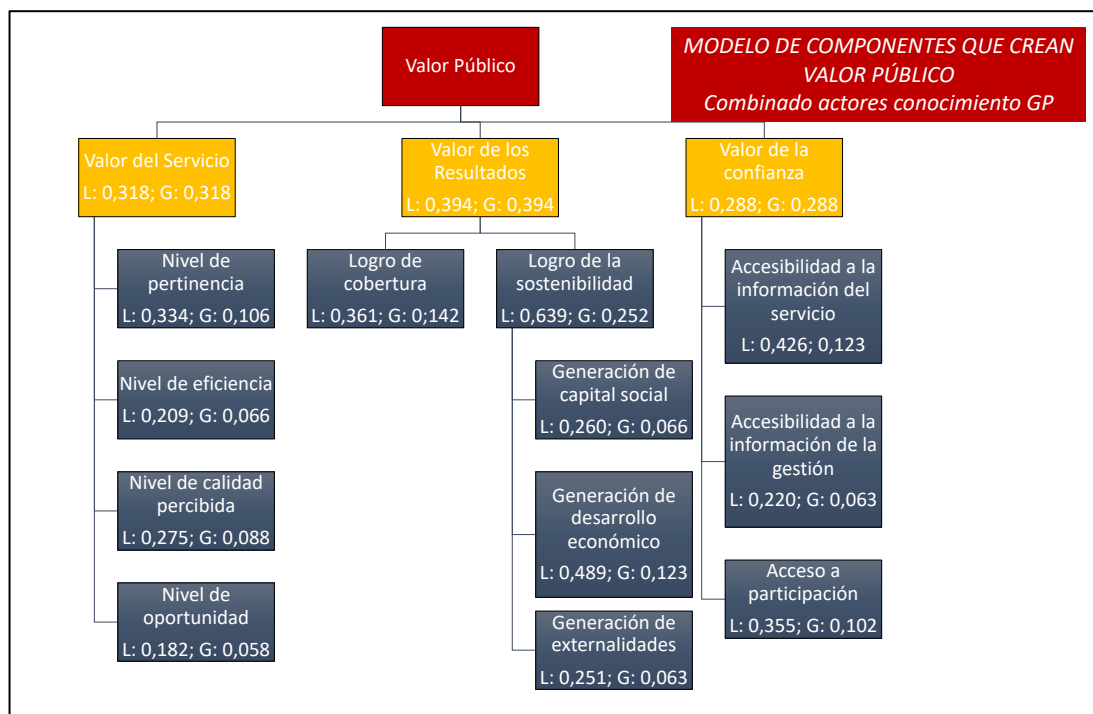 Valor Público
MODELO DE COMPONENTES QUE CREAN
VALOR PÚBLICO
Combinado actores conocimiento GP
Valor del Servicio
L: 0,318; G: 0,318
Valor de los
Resultados
L: 0,394; G: 0,394
Valor de la
confianza
L: 0,288; G: 0,288
Nivel de
pertinencia
L: 0,334; G: 0,106
Nivel de eficiencia
L: 0,209; G: 0,066
Nivel de calidad
percibida
L: 0,275; G: 0,088
Nivel de
oportunidad
L: 0,182; G: 0,058
Logro de
cobertura
L: 0,361; G: 0;142
Logro de la
sostenibilidad
L: 0,639; G: 0,252
Generación de
capital social
L: 0,260; G: 0,066
Generación de
desarrollo
económico
L: 0,489; G: 0,123
Generación de
externalidades
L: 0,251; G: 0,063
Accesibilidad a la
información del
servicio
L: 0,426; 0,123
Accesibilidad a la
información de la
gestión
L: 0,220; G: 0,063
Acceso a
participación
L: 0,355; G: 0,102